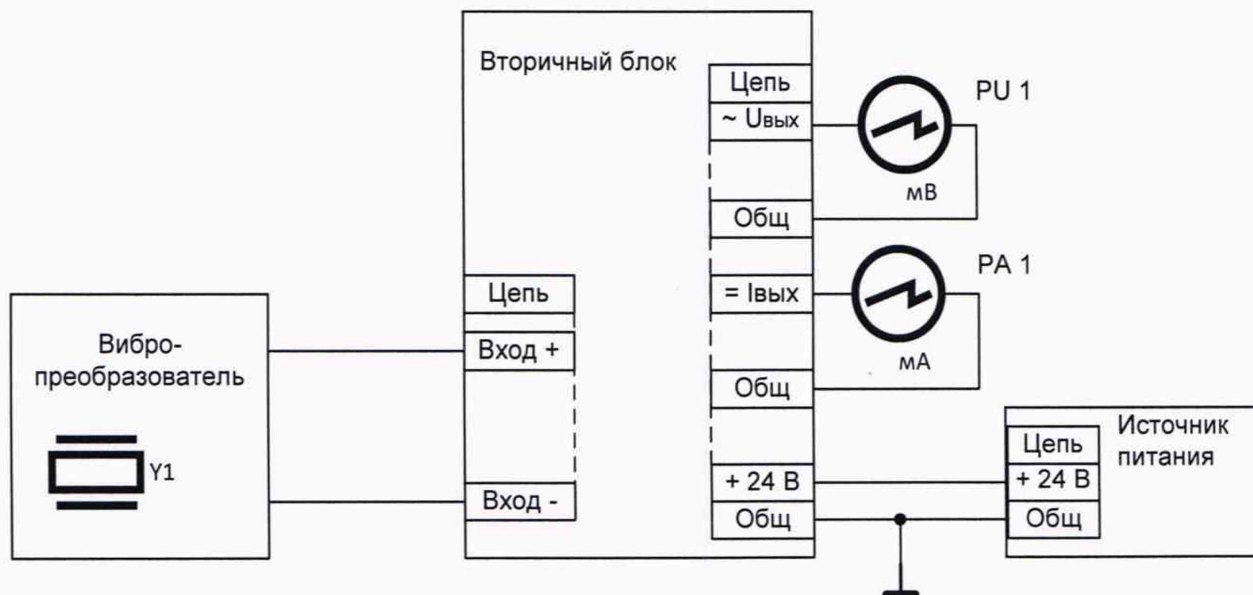 Вторичный блок
Цепь
~ Uвых
PU 1
мВ
Общ
PA 1
Цепь
= Iвых
Вибро-
преобразователь
Вход +
мА
Общ
Источник
питания
Цепь
Y1
+ 24 В
+ 24 В
Вход -
Общ
Общ